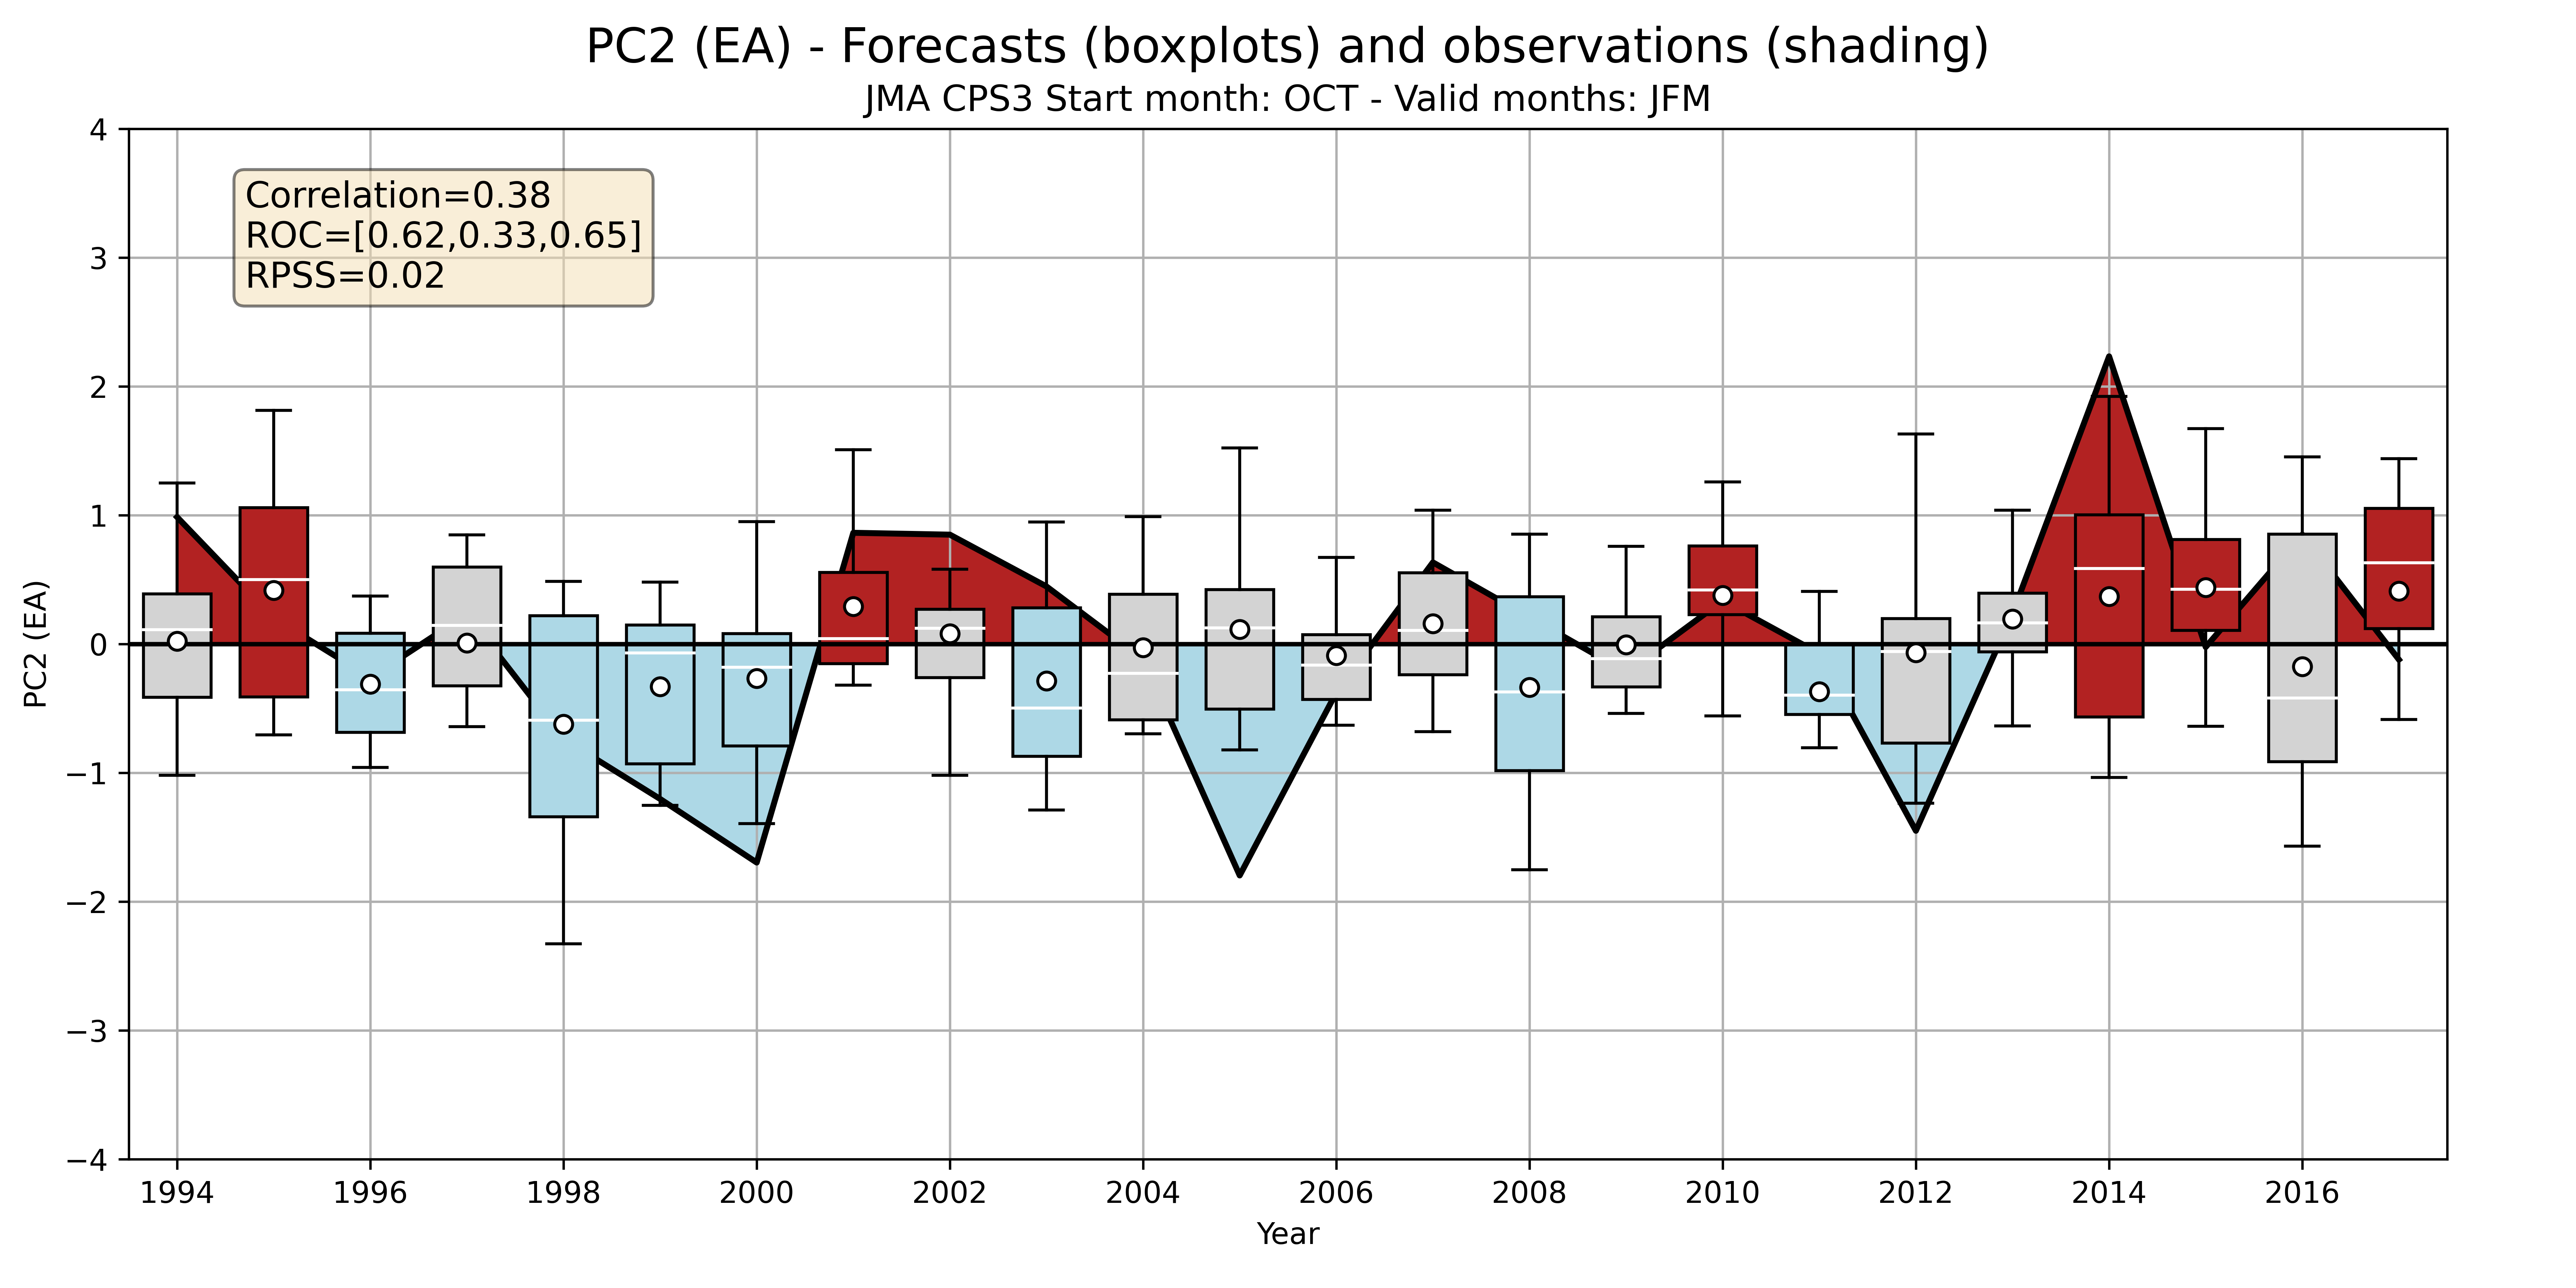 PC2 (EA) - Forecasts (boxplots) and observations (shading)
JMA CPS3 Start month: OCT - Valid months: JFM
Correlation=0.38
ROC=[0.62,0.33,0.65]
RPSS=0.02
PC2 (EA)
4
3
2
1
0
−1
−2
−3
−4
1994 1996 1998 2000 2002 2004 2006 2008 2010 2012 2014 2016
Year